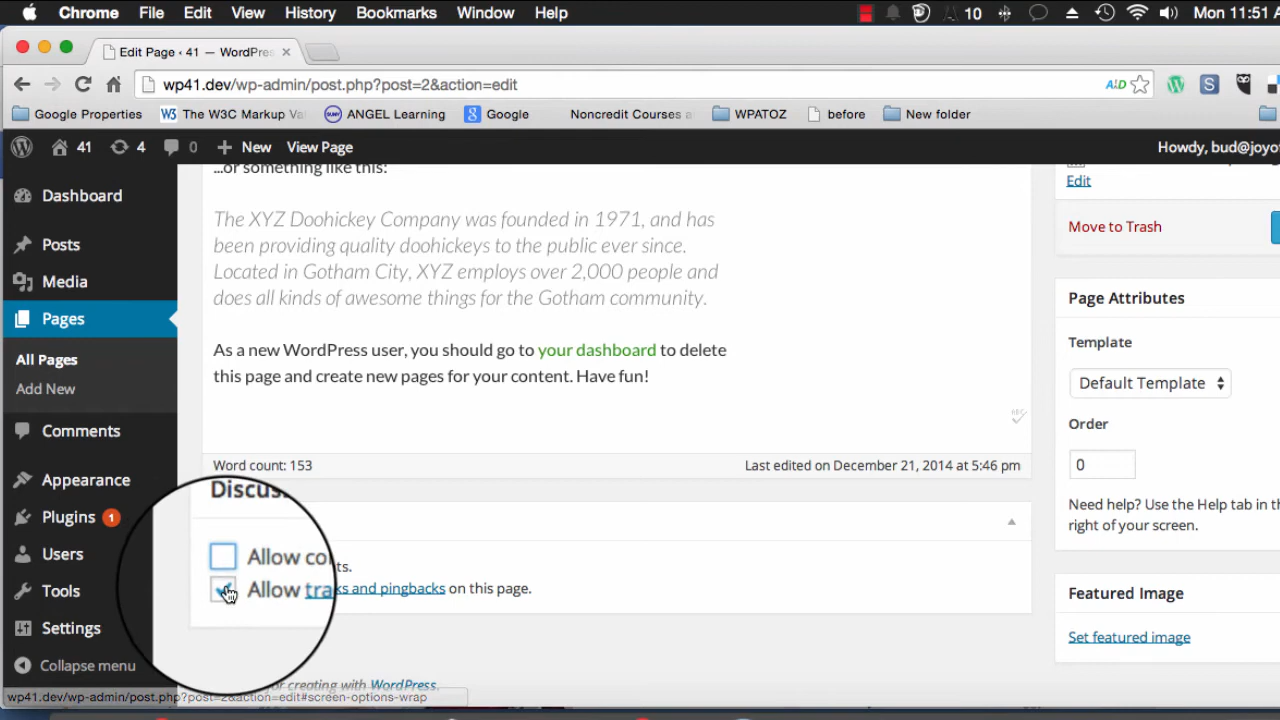 Chrome File Edit View History Bookmarks Window Help 10 Mon 11:51
Edit Page ‹ 41 — WordPres
wp41.dev/wp-admin/post.php?post=2&action=edit
Google Properties W3 The W3C Markup Va ANGEL Learning Google Noncredit Courses WPATOZ before New folder
41 4 0 New View Page Howdy, bud@joyo
...or something like this:
Edit
Dashboard
The XYZ Doohickey Company was founded in 1971, and has
been providing quality doohickeys to the public ever since.
Located in Gotham City, XYZ employs over 2,000 people and
does all kinds of awesome things for the Gotham community.
Move to Trash
Posts
Media
Pages
All Pages
Add New
Comments
Appearance
Plugins 1
Users
Tools
Settings
Collapse menu
As a new WordPress user, you should go to your dashboard to delete
this page and create new pages for your content. Have fun!
Word count: 153 Last edited on December 21, 2014 at 5:46 pm
Discus
Allow co ts.
Allow tra ks and pingbacks on this page.
Page Attributes
Template
Default Template
Order
0
Need help? Use the Help tab in th
right of your screen.
Featured Image
Set featured image
for creating with WordPress.
wp41.dev/wp-admin/post.php?post=2&action=edit#screen-options-wrap